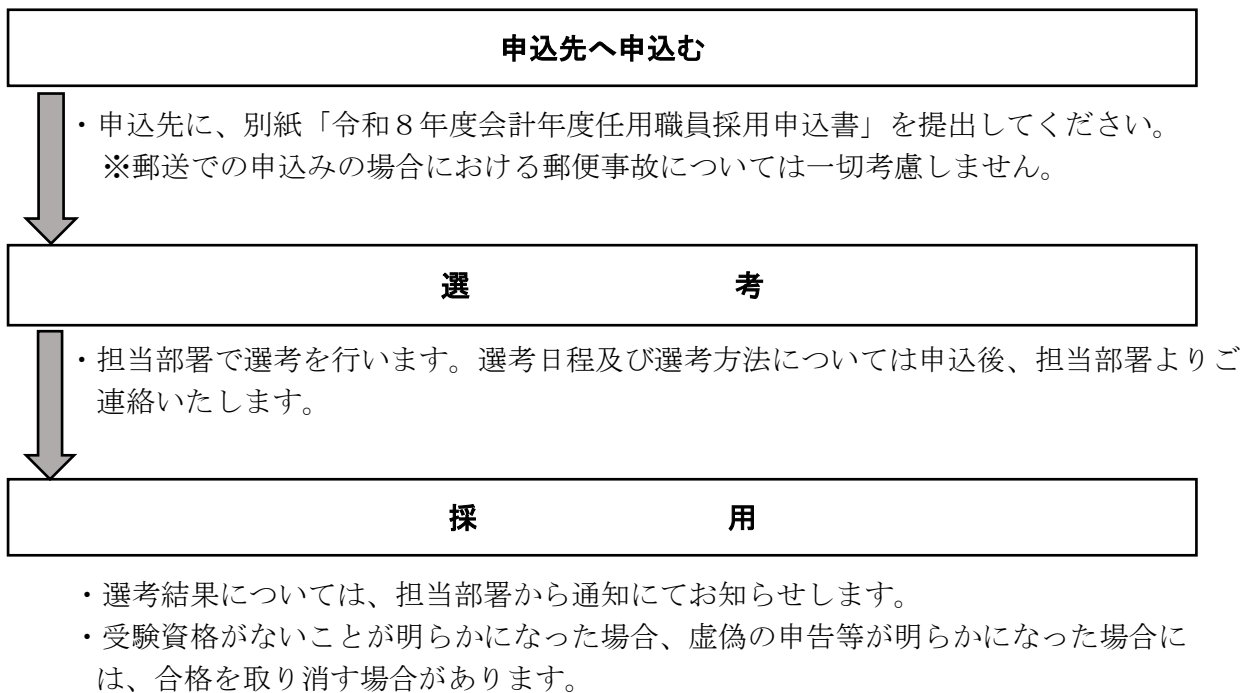 申込先へ申込む
・申込先に、別紙「令和８年度会計年度任用職員採用申込書」を提出してください。
※郵送での申込みの場合における郵便事故については一切考慮しません。
選　　　　　　　　　考
・担当部署で選考を行います。選考日程及び選考方法については申込後、担当部署よりご
連絡いたします。
採　　　　　　　　　用
・選考結果については、担当部署から通知にてお知らせします。
・受験資格がないことが明らかになった場合、虚偽の申告等が明らかになった場合に
は、合格を取り消す場合があります。